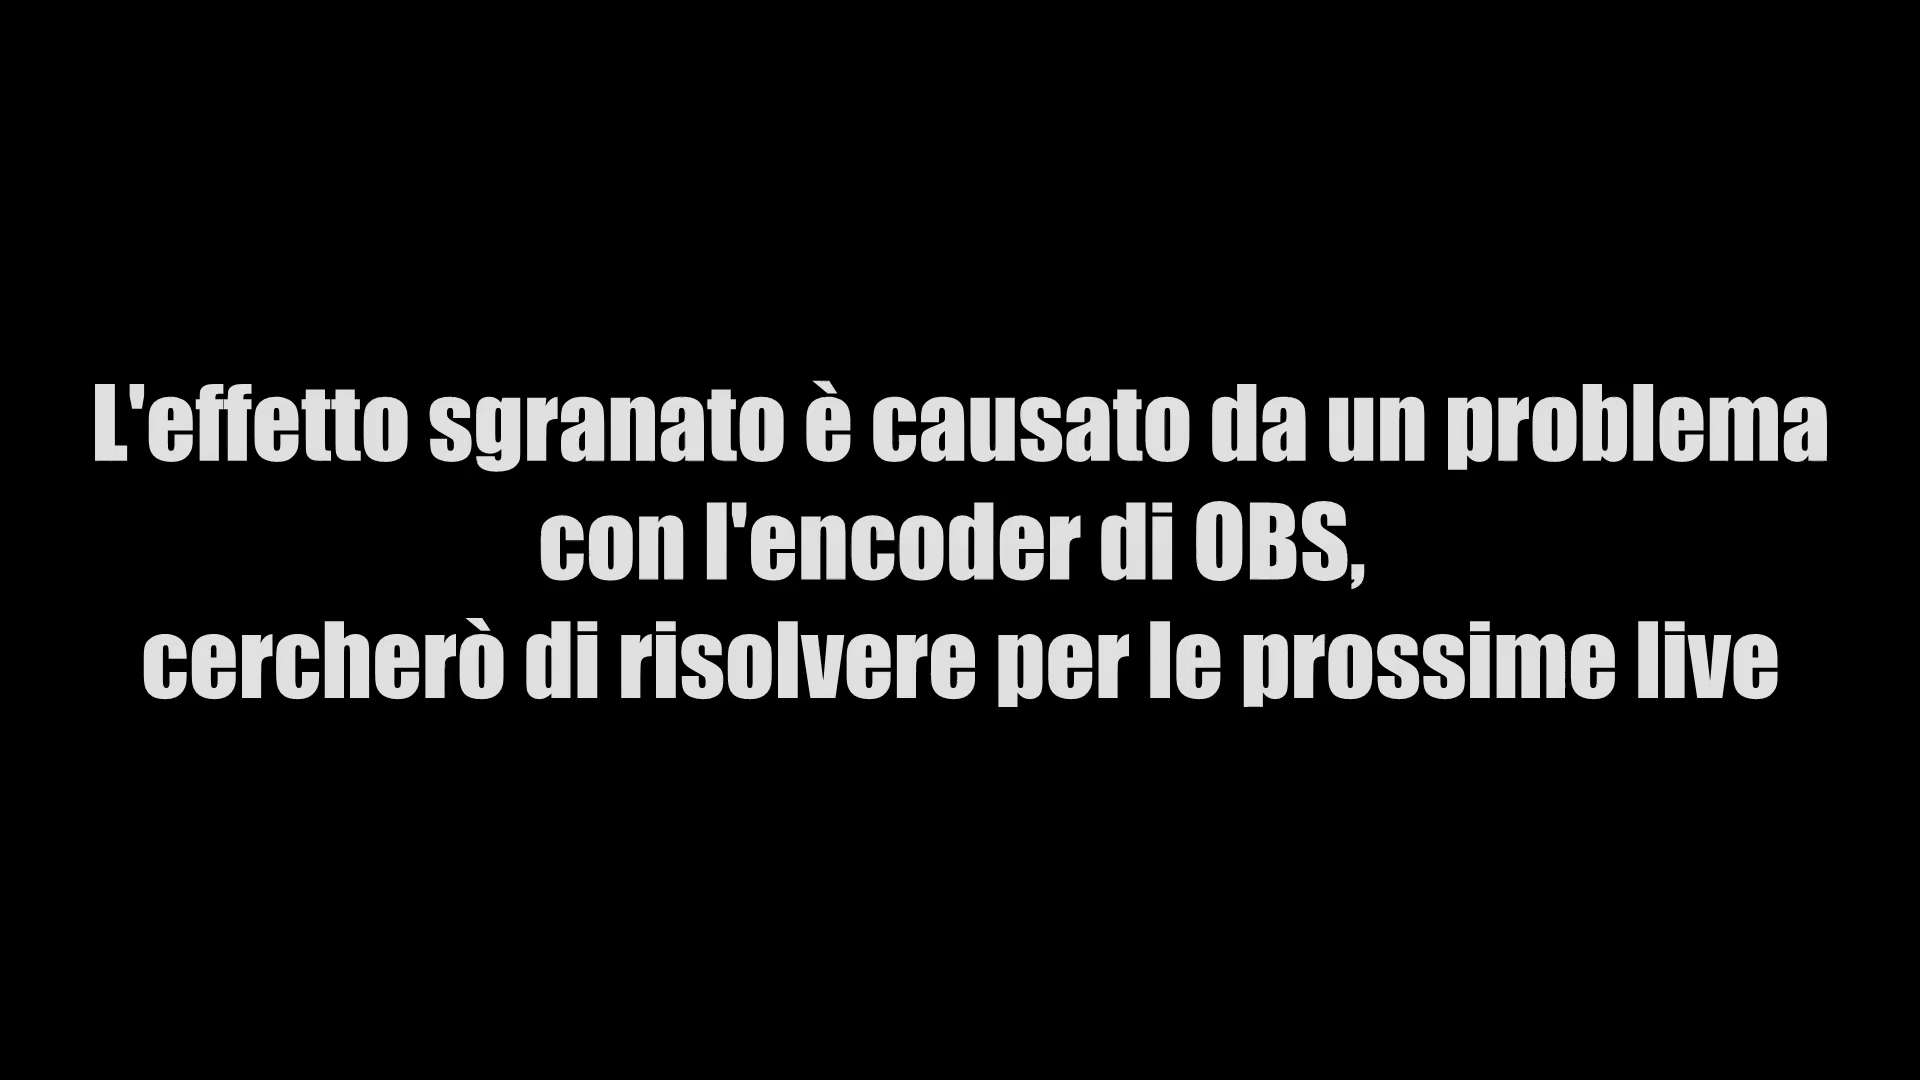 L'effetto sgranato è causato da un problema
con l'encoder di OBS,
cercherò di risolvere per le prossime live